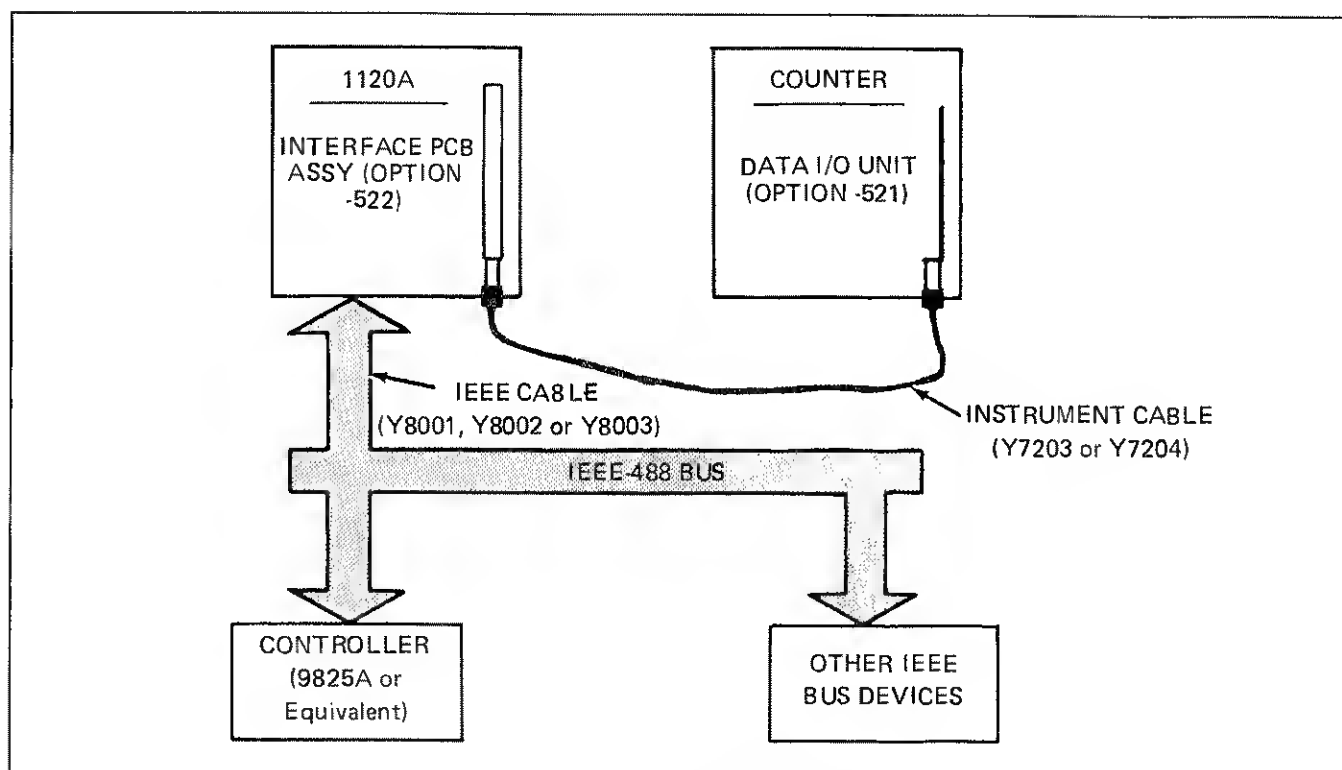 1120A
INTERFACE PCB
ASSY (OPTION
-522)
COUNTER
DATA I/O UNIT
(OPTION -521)
IEEE CABLE
(Y8001, Y8002 or Y8003)
INSTRUMENT CABLE
(Y7203 or Y7204)
IEEE-488 BUS
CONTROLLER
(9825A or
Equivalent)
OTHER IEEE
BUS DEVICES